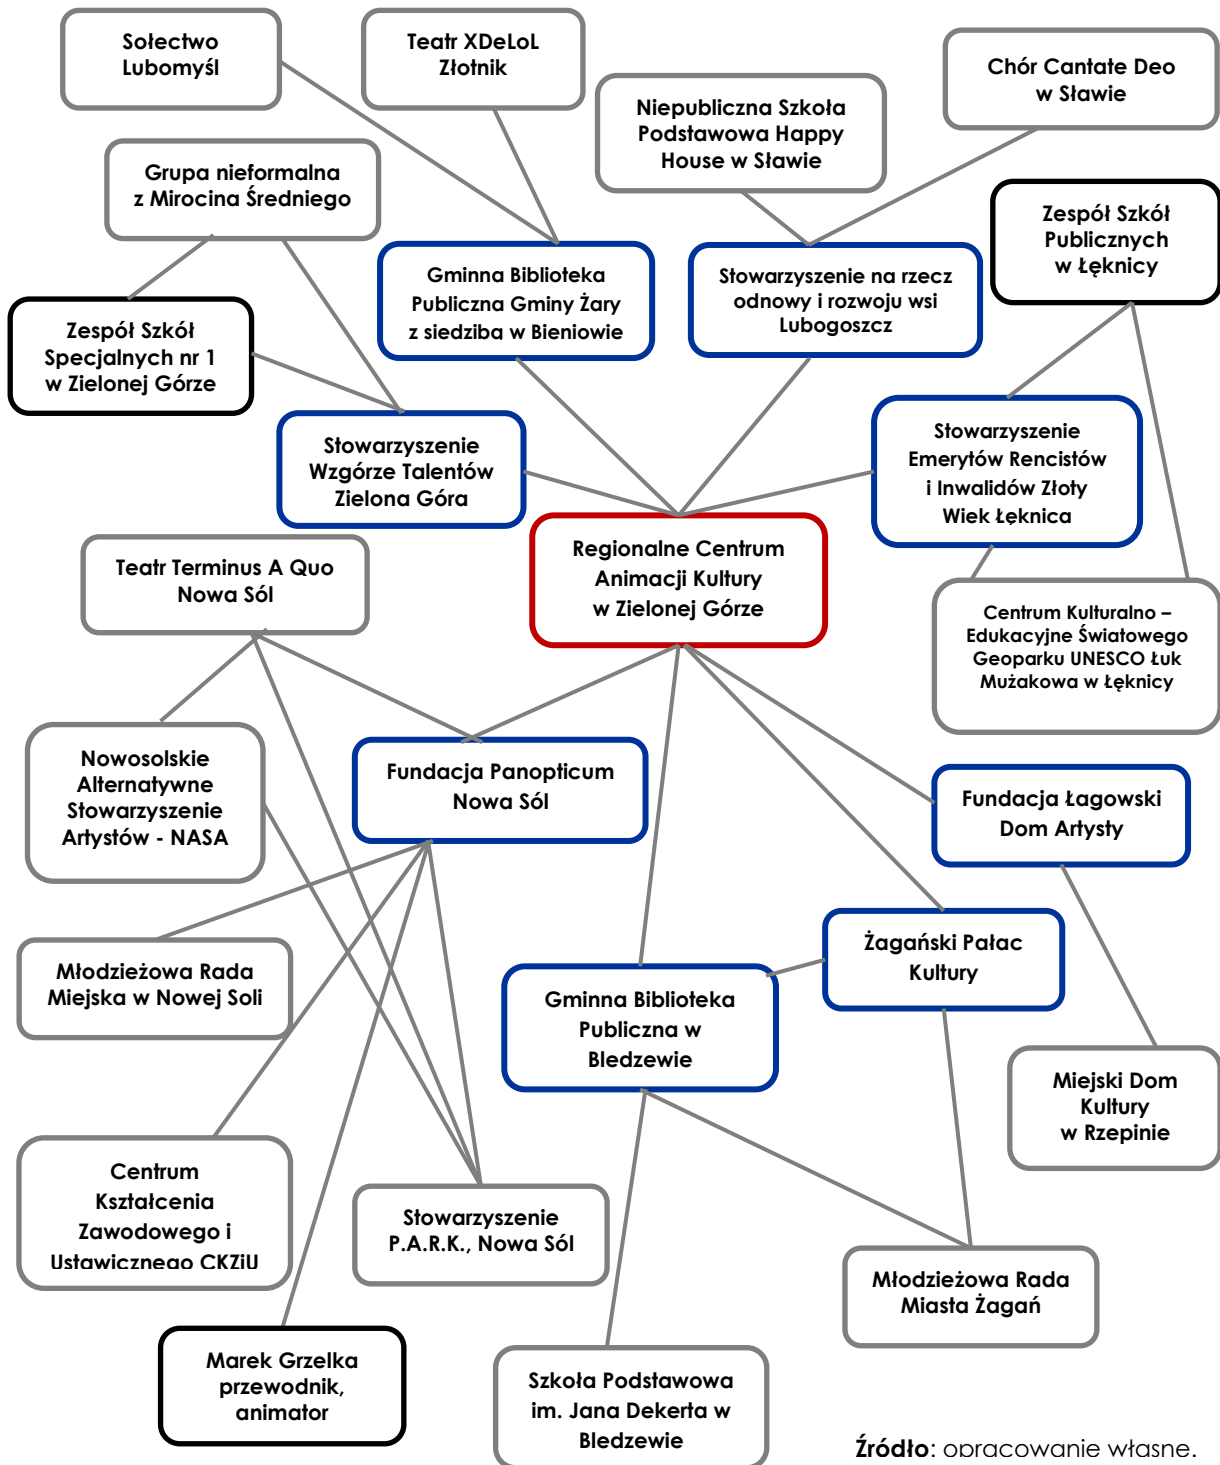 Sołectwo
Lubomyśl
Teatr XDeLoL
Złotnik
Niepubliczna Szkoła
Podstawowa Happy
House w Sławie
Chór Cantate Deo
w Sławie
Grupa nieformalna
z Mirocina Średniego
Zespół Szkół
Publicznych
w Łęknicy
Gminna Biblioteka
Publiczna Gminy Żary
z siedziba w Bieniowie
Stowarzyszenie na rzecz
odnowy i rozwoju wsi
Lubogoszcz
Zespół Szkół
Specjalnych nr 1
w Zielonej Górze
Stowarzyszenie
Wzgórze Talentów
Zielona Góra
Stowarzyszenie
Emerytów Rencistów
i Inwalidów Złoty
Wiek Łęknica
Regionalne Centrum
Animacji Kultury
w Zielonej Górze
Teatr Terminus A Quo
Nowa Sól
Centrum Kulturalno –
Edukacyjne Światowego
Geoparku UNESCO Łuk
Mużakowa w Łęknicy
Nowosolskie
Alternatywne
Stowarzyszenie
Artystów - NASA
Fundacja Panopticum
Nowa Sól
Fundacja Łagowski
Dom Artysty
Młodzieżowa Rada
Miejska w Nowej Soli
Żagański Pałac
Kultury
Gminna Biblioteka
Publiczna w
Bledzewie
Miejski Dom
Kultury
w Rzepinie
Centrum
Kształcenia
Zawodowego i
Ustawicznego CKZiU
Stowarzyszenie
P.A.R.K., Nowa Sól
Młodzieżowa Rada
Miasta Żagań
Marek Grzelka
przewodnik,
animator
Szkoła Podstawowa
im. Jana Dekerta w
Bledzewie
Źródło: opracowanie własne.